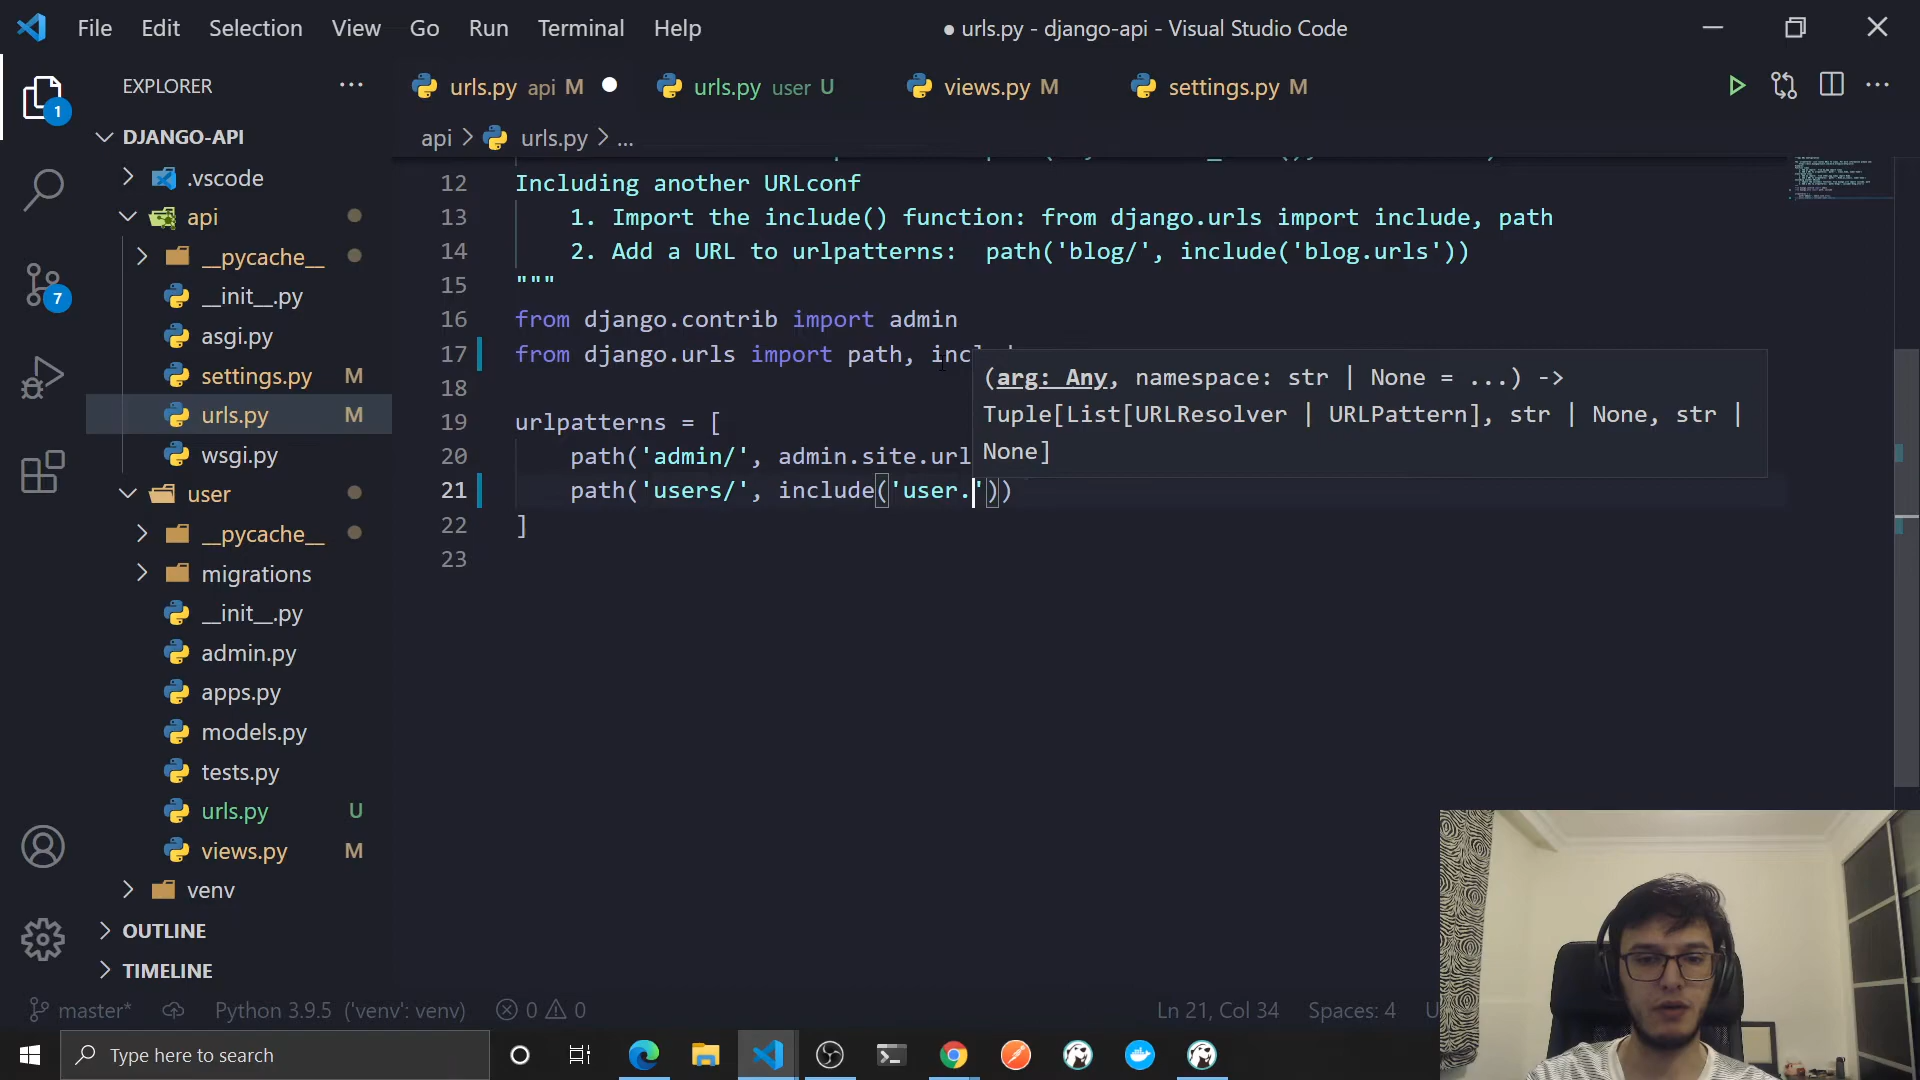 File Edit Selection View Go Run Terminal Help
● urls.py - django-api - Visual Studio Code
EXPLORER
urls.py api M
urls.py user U
views.py M
settings.py M
1
DJANGO-API
api > urls.py > ...
.vscode
api
__pycache__
__init__.py
asgi.py
settings.py M
urls.py M
wsgi.py
user
__pycache__
migrations
__init__.py
admin.py
apps.py
models.py
tests.py
urls.py U
views.py M
venv
OUTLINE
TIMELINE
7
12 Including another URLconf
13 1. Import the include() function: from django.urls import include, path
14 2. Add a URL to urlpatterns:  path('blog/', include('blog.urls'))
15 """
16 from django.contrib import admin
17 from django.urls import path,
18
19 urlpatterns = [
20 path('admin/', admin.site.url
21 path('users/', include('user.'))
22 ]
23
(arg: Any, namespace: str | None = ...) ->
Tuple[List[URLResolver | URLPattern], str | None, str |
None]
master* Python 3.9.5 ('venv': venv) 0 0 Ln 21, Col 34 Spaces: 4 U
Type here to search